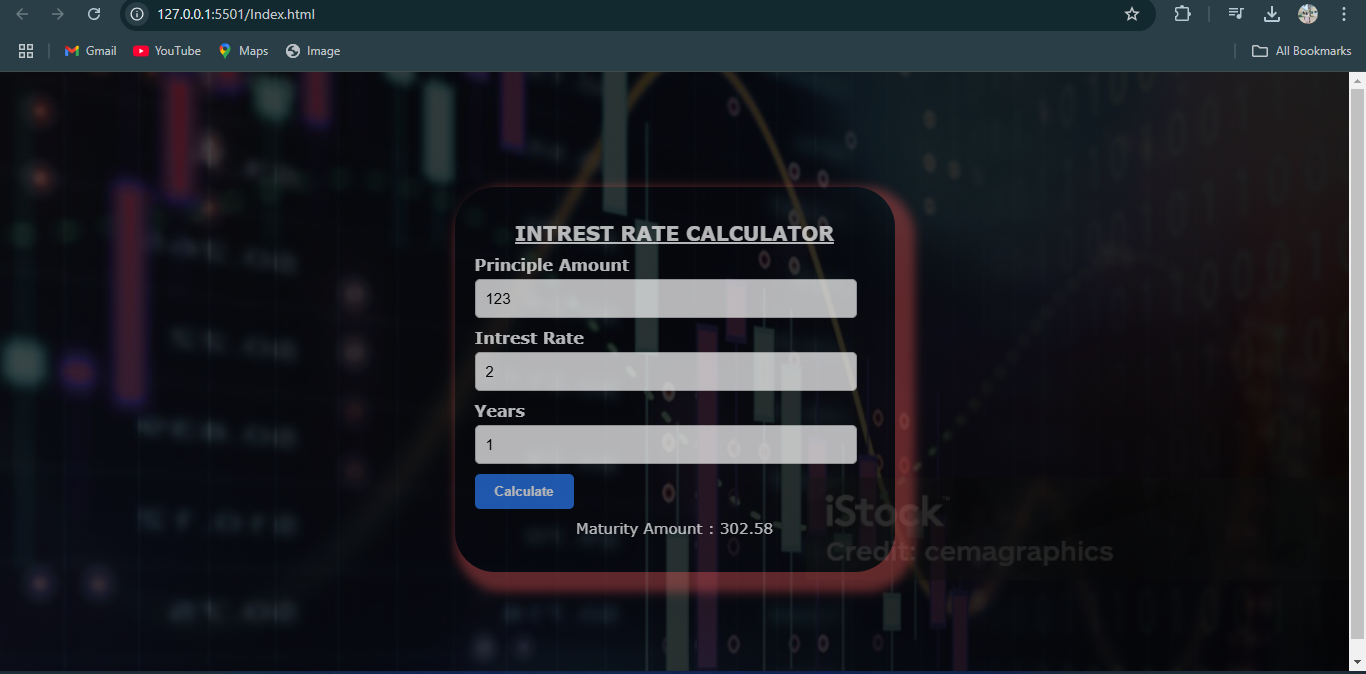 127.0.0.1:5501/Index.html
Gmail YouTube Maps Image All Bookmarks
INTREST RATE CALCULATOR
Principle Amount
123
Intrest Rate
2
Years
1
Calculate
Maturity Amount : 302.58
iStock™
Credit: cemagraphics